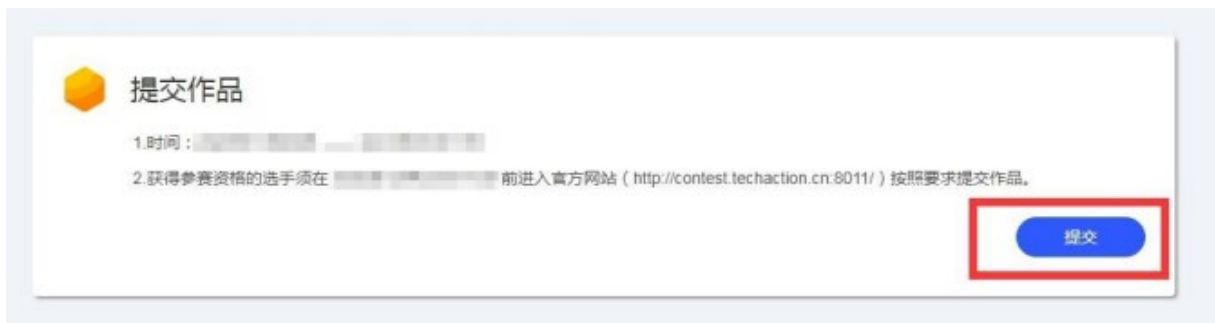 提交作品
1.时间：
2.获得参赛资格的选手须在 前进入官方网站（http://contest.techaction.cn:8011/）按照要求提交作品。
提交